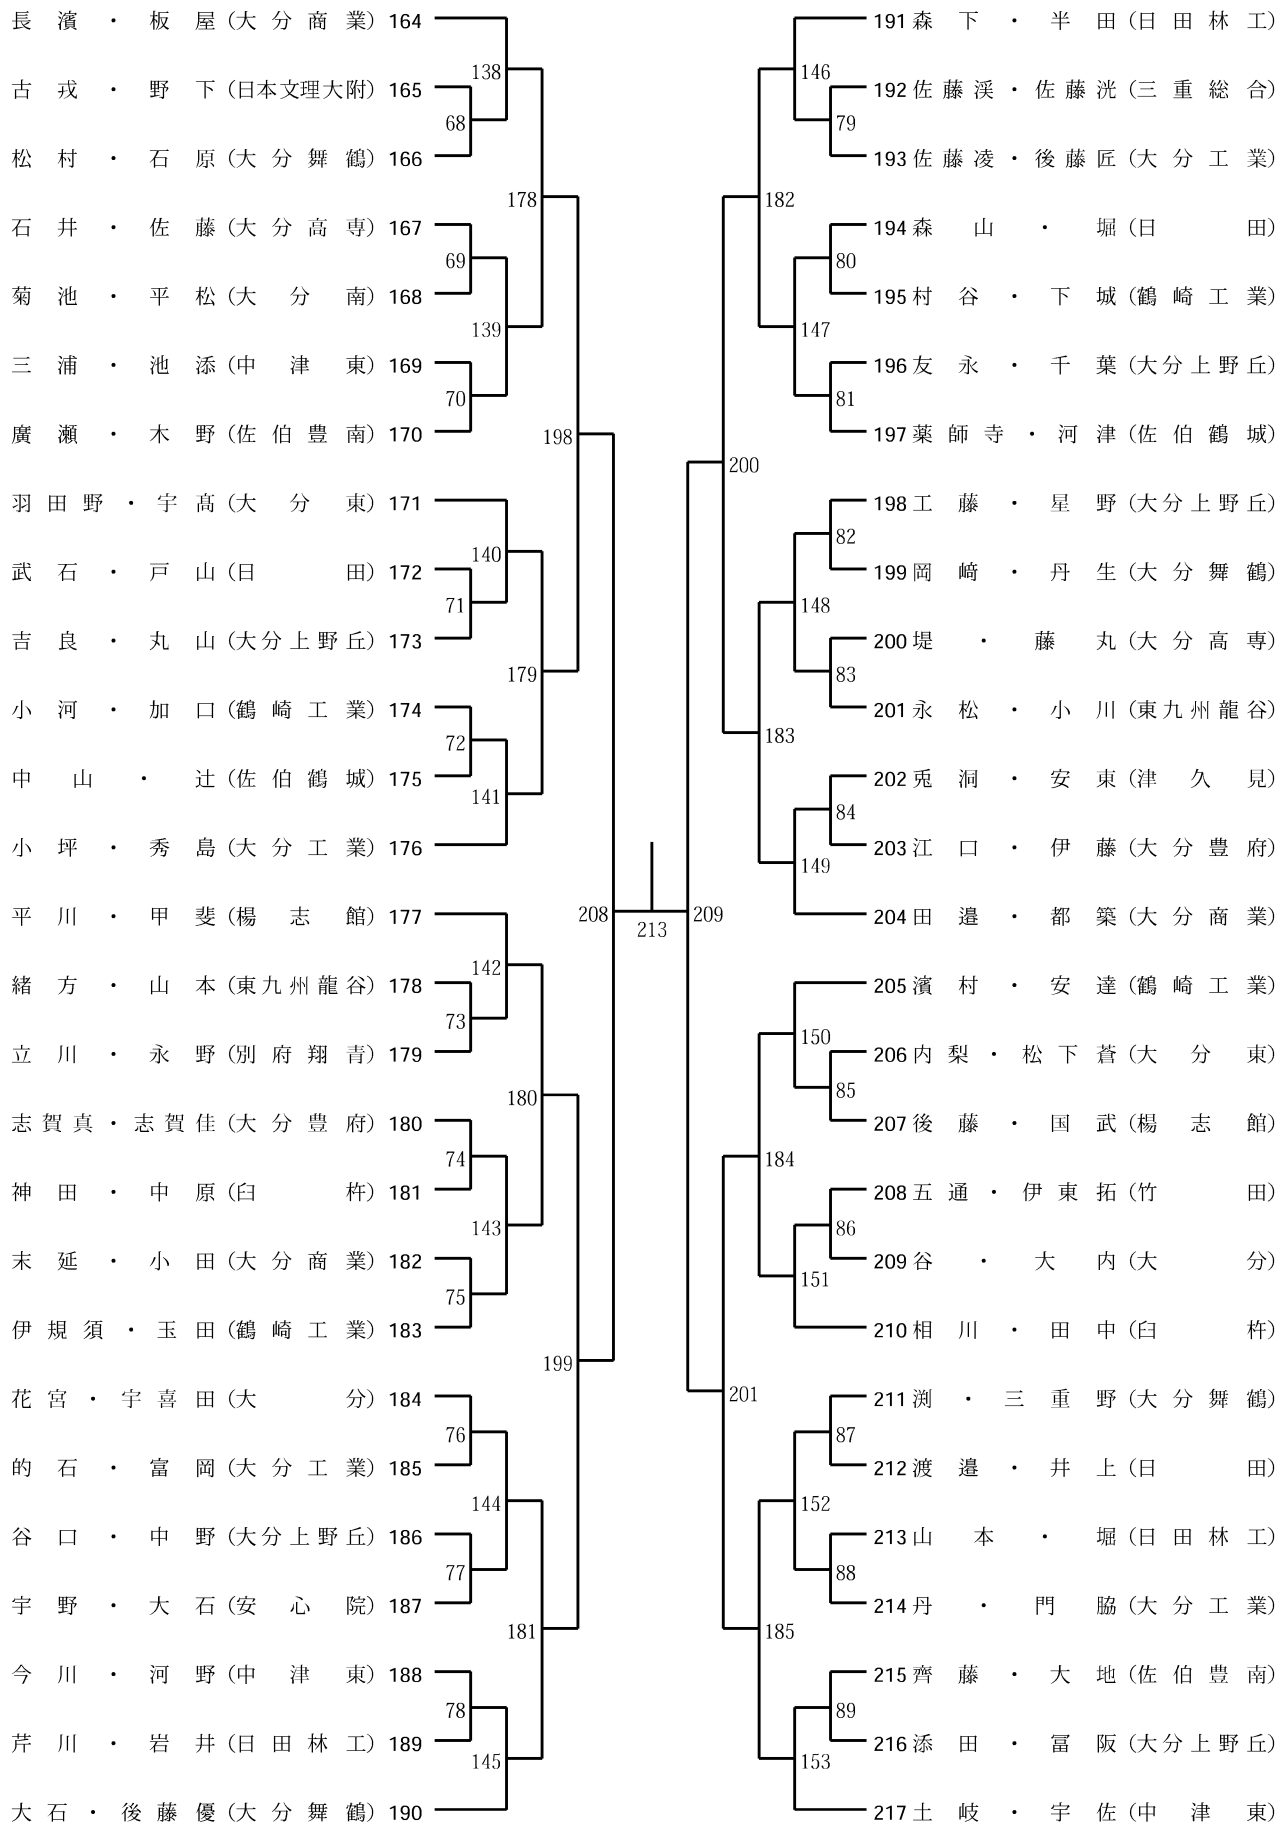 長濱・板屋(大分商業) 164
古戎・野下(日本文理大附) 165
松村・石原(大分舞鶴) 166
石井・佐藤(大分高専) 167
菊池・平松(大分南) 168
三浦・池添(中津東) 169
廣瀬・木野(佐伯豊南) 170
羽田野・宇髙(大分東) 171
武石・戸山(日田) 172
吉良・丸山(大分上野丘) 173
小河・加口(鶴崎工業) 174
中山・辻(佐伯鶴城) 175
小坪・秀島(大分工業) 176
平川・甲斐(楊志館) 177
緒方・山本(東九州龍谷) 178
立川・永野(別府翔青) 179
志賀真・志賀佳(大分豊府) 180
神田・中原(臼杵) 181
末延・小田(大分商業) 182
伊規須・玉田(鶴崎工業) 183
花宮・宇喜田(大分) 184
的石・富岡(大分工業) 185
谷口・中野(大分上野丘) 186
宇野・大石(安心院) 187
今川・河野(中津東) 188
芹川・岩井(日田林工) 189
大石・後藤優(大分舞鶴) 190
68
69
70
71
72
73
74
75
76
77
78
138
139
140
141
142
143
144
145
178
179
180
181
198
199
208
213
209
200
201
182
183
184
185
146
147
148
149
150
151
152
153
79
80
81
82
83
84
85
86
87
88
89
191 森下・半田(日田林工)
192 佐藤渓・佐藤洸(三重総合)
193 佐藤凌・後藤匠(大分工業)
194 森山・堀(日田)
195 村谷・下城(鶴崎工業)
196 友永・千葉(大分上野丘)
197 薬師寺・河津(佐伯鶴城)
198 工藤・星野(大分上野丘)
199 岡﨑・丹生(大分舞鶴)
200 堤・藤丸(大分高専)
201 永松・小川(東九州龍谷)
202 兎洞・安東(津久見)
203 江口・伊藤(大分豊府)
204 田邉・都築(大分商業)
205 濱村・安達(鶴崎工業)
206 内梨・松下蒼(大分東)
207 後藤・国武(楊志館)
208 五通・伊東拓(竹田)
209 谷・大内(大分)
210 相川・田中(臼杵)
211 渕・三重野(大分舞鶴)
212 渡邉・井上(日田)
213 山本・堀(日田林工)
214 丹・門脇(大分工業)
215 齊藤・大地(佐伯豊南)
216 添田・冨阪(大分上野丘)
217 土岐・宇佐(中津東)